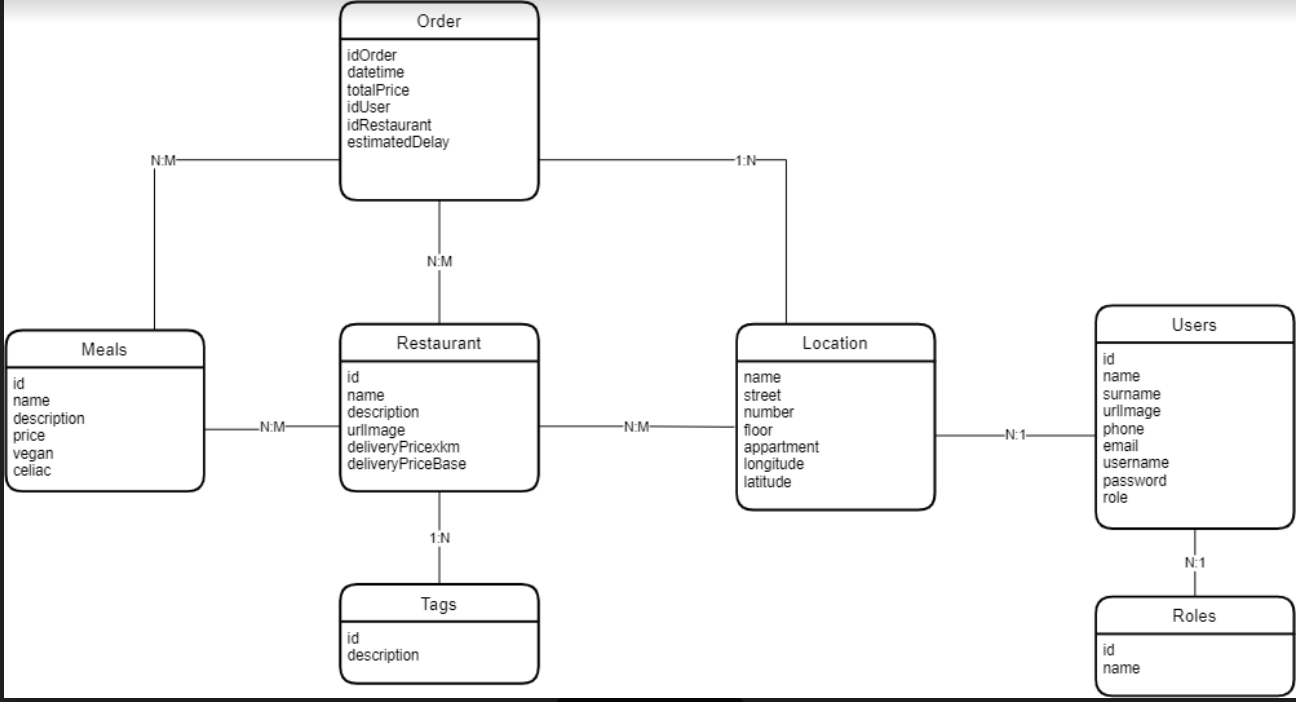 Order
idOrder
datetime
totalPrice
idUser
idRestaurant
estimatedDelay
N:M
1:N
N:M
Meals
id
name
description
price
vegan
celiac
N:M
Restaurant
id
name
description
urlImage
deliveryPricexkm
deliveryPriceBase
N:M
Location
name
street
number
floor
appartment
longitude
latitude
N:1
Users
id
name
surname
urlImage
phone
email
username
password
role
1:N
N:1
Tags
id
description
Roles
id
name